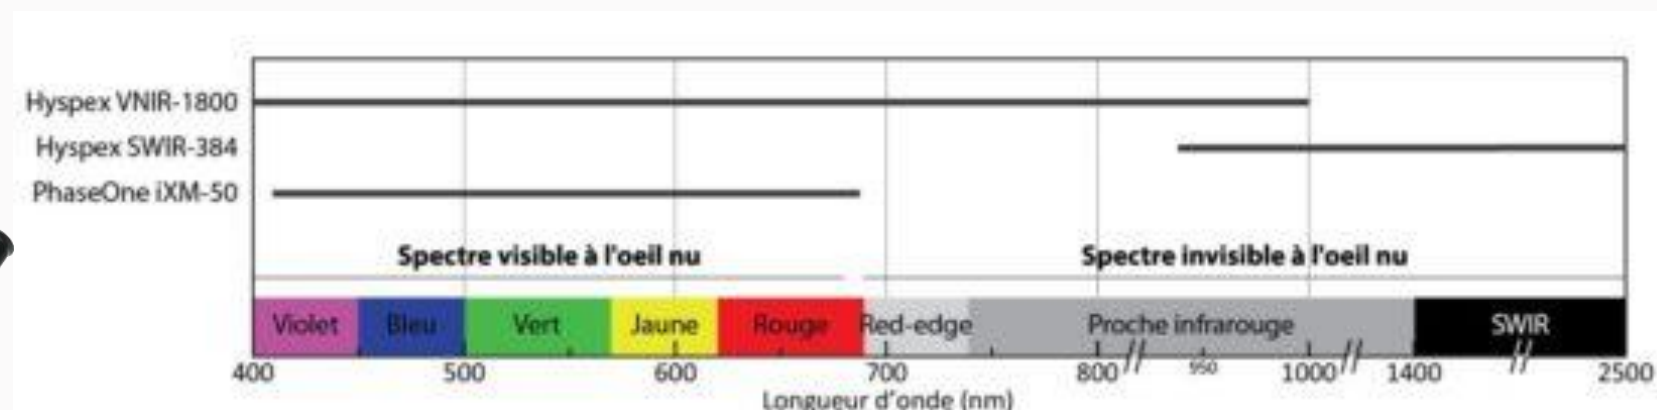 Hyspex VNIR-1800
Hyspex SWIR-384
PhaseOne iXM-50
Spectre visible à l'oeil nu Spectre invisible à l'oeil nu
Violet Bleu Vert Jaune Rouge Red-edge Proche infrarouge SWIR
400 500 600 700 800 950 1000 1400 2500
Longueur d'onde (nm)